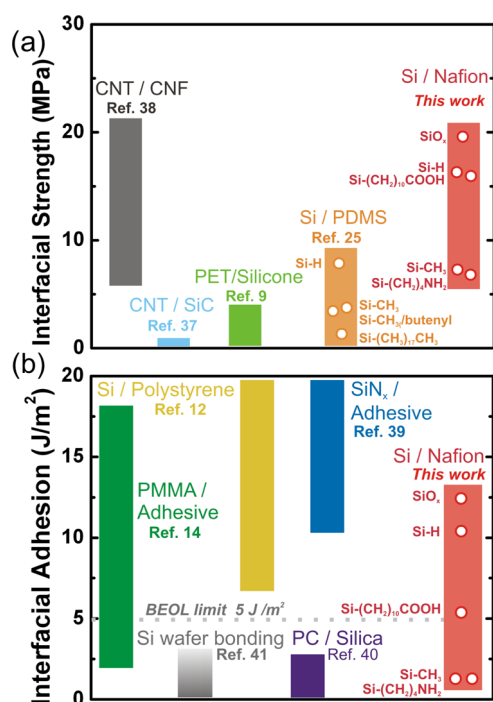 (a)
Interfacial Strength (MPa)
30
20
10
0
CNT / CNF
Ref. 38
CNT / SiC
Ref. 37
PET/Silicone
Ref. 9
Si / PDMS
Ref. 25
Si-H
Si-CH₃
Si-CH₃/butenyl
Si-(CH₂)₁₇CH₃
Si / Nafion
This work
SiOₓ
Si-H
Si-(CH₂)₁₀COOH
Si-CH₃
Si-(CH₂)₄NH₂
(b)
Interfacial Adhesion (J/m²)
20
15
10
5
0
Si / Polystyrene
Ref. 12
SiNₓ /
Adhesive
Ref. 39
PMMA /
Adhesive
Ref. 14
BEOL limit 5 J /m²
Si wafer bonding
Ref. 41
PC / Silica
Ref. 40
Si / Nafion
This work
SiOₓ
Si-H
Si-(CH₂)₁₀COOH
Si-CH₃
Si-(CH₂)₄NH₂